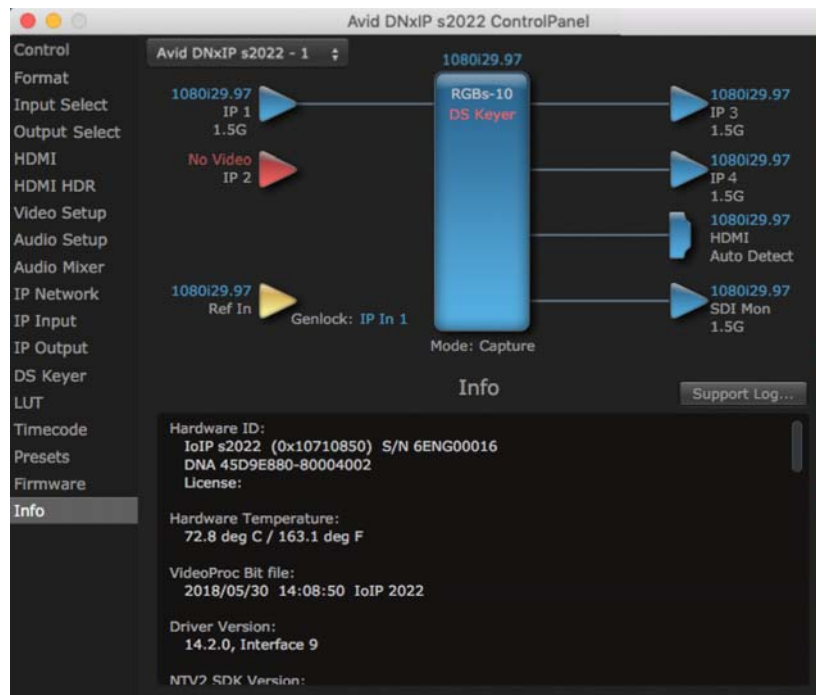 Avid DNxIP s2022 ControlPanel
Control
Format
Input Select
Output Select
HDMI
HDMI HDR
Video Setup
Audio Setup
Audio Mixer
IP Network
IP Input
IP Output
DS Keyer
LUT
Timecode
Presets
Firmware
Info
Avid DNxIP s2022 - 1
1080i29.97
1080i29.97
IP 1
1.5G
No Video
IP 2
1080i29.97
Ref In
Genlock: IP In 1
RGBs-10
DS Keyer
Mode: Capture
1080i29.97
IP 3
1.5G
1080i29.97
IP 4
1.5G
1080i29.97
HDMI
Auto Detect
1080i29.97
SDI Mon
1.5G
Info
Support Log...
Hardware ID:
IoIP s2022 (0x10710850) S/N 6ENG00016
DNA 45D9E880-80004002
License:
Hardware Temperature:
72.8 deg C / 163.1 deg F
VideoProc Bit file:
2018/05/30 14:08:50 IoIP 2022
Driver Version:
14.2.0, Interface 9
NTV2 SDK Version: